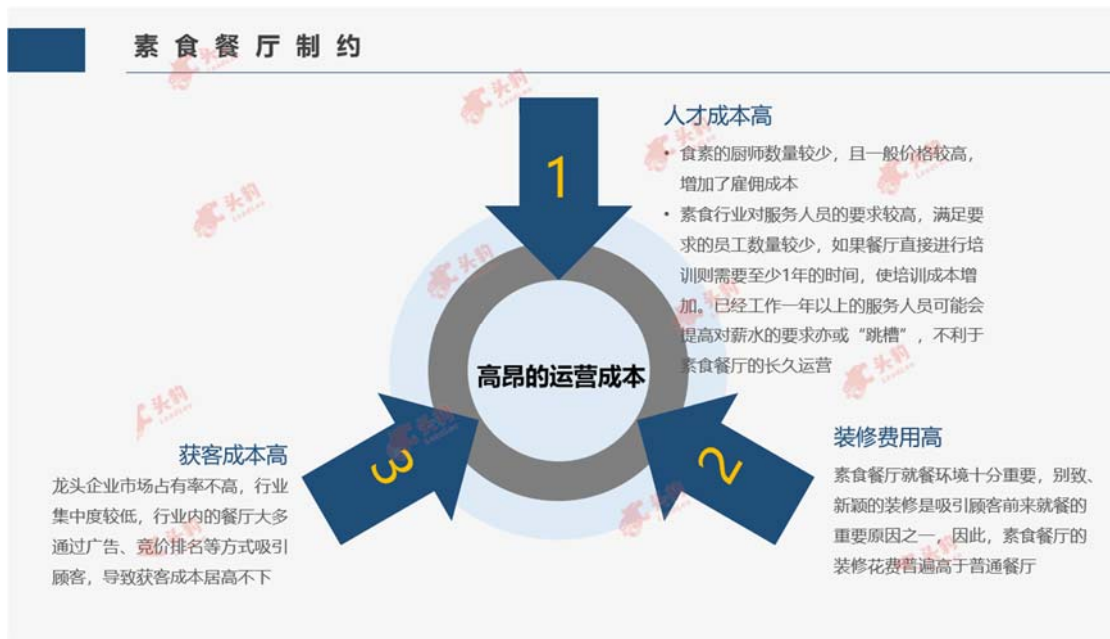 素食餐厅制约
1
人才成本高
• 食素的厨师数量较少，且一般价格较高，
增加了雇佣成本
• 素食行业对服务人员的要求较高，满足要
求的员工数量较少，如果餐厅直接进行培
训则需要至少1年的时间，使培训成本增
加。已经工作一年以上的服务人员可能会
提高对薪水的要求亦或“跳槽”，不利于
素食餐厅的长久运营
高昂的运营成本
2
装修费用高
素食餐厅就餐环境十分重要，别致、
新颖的装修是吸引顾客前来就餐的
重要原因之一，因此，素食餐厅的
装修花费普遍高于普通餐厅
3
获客成本高
龙头企业市场占有率不高，行业
集中度较低，行业内的餐厅大多
通过广告、竞价排名等方式吸引
顾客，导致获客成本居高不下
头豹